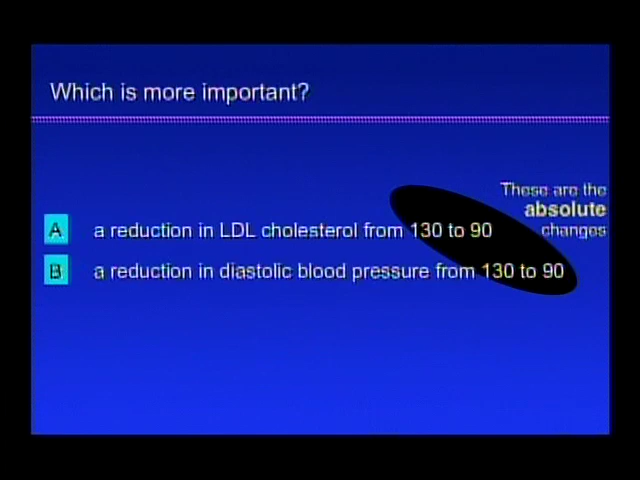 Which is more important?
These are the
absolute
changes
A a reduction in LDL cholesterol from 130 to 90
B a reduction in diastolic blood pressure from 130 to 90